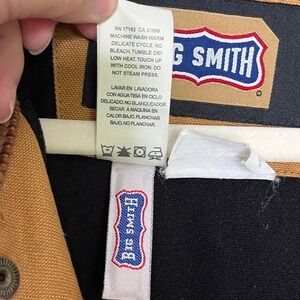 RN 17182 CA 21899
MACHINE WASH WARM
DELICATE CYCLE. NO
BLEACH. TUMBLE DRY
LOW HEAT. TOUCH UP
WITH COOL IRON. DO
NOT STEAM PRESS.
LAVAR EN LAVADORA
CON AGUA TIBIA EN CICLO
DELICADO. NO BLANQUEADOR.
SECAR A MAQUINA EN
CALOR BAJO. PLANCHAR
BAJO. NO PLANCHAR
BIG SMITH
®
BIG SMITH